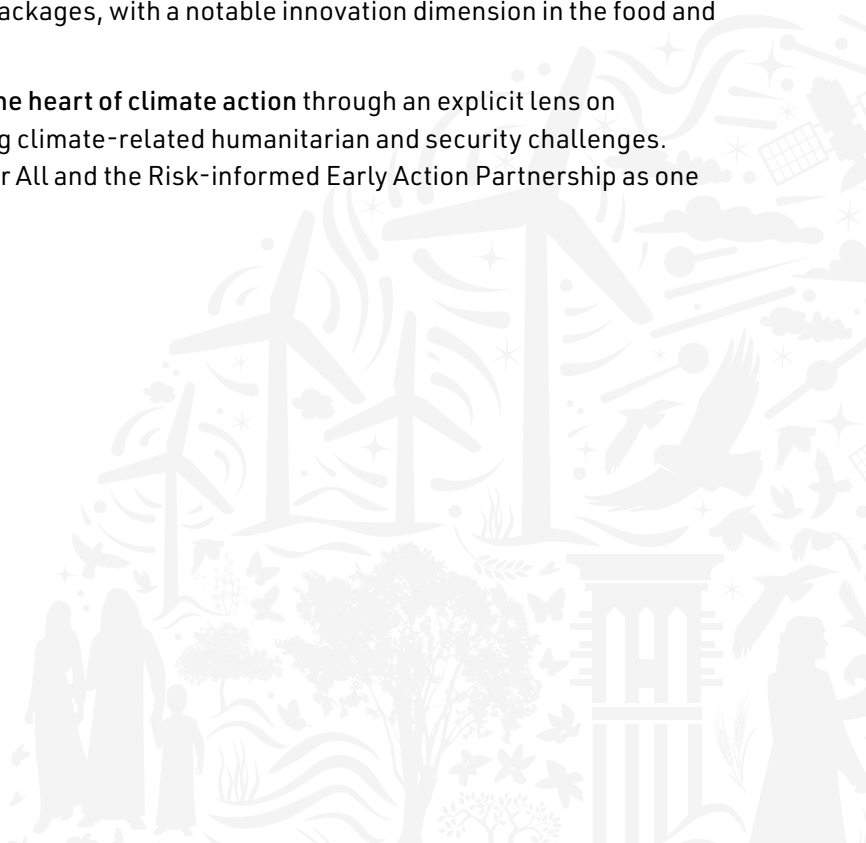 ackages, with a notable innovation dimension in the food and
he heart of climate action through an explicit lens on
g climate-related humanitarian and security challenges.
r All and the Risk-informed Early Action Partnership as one